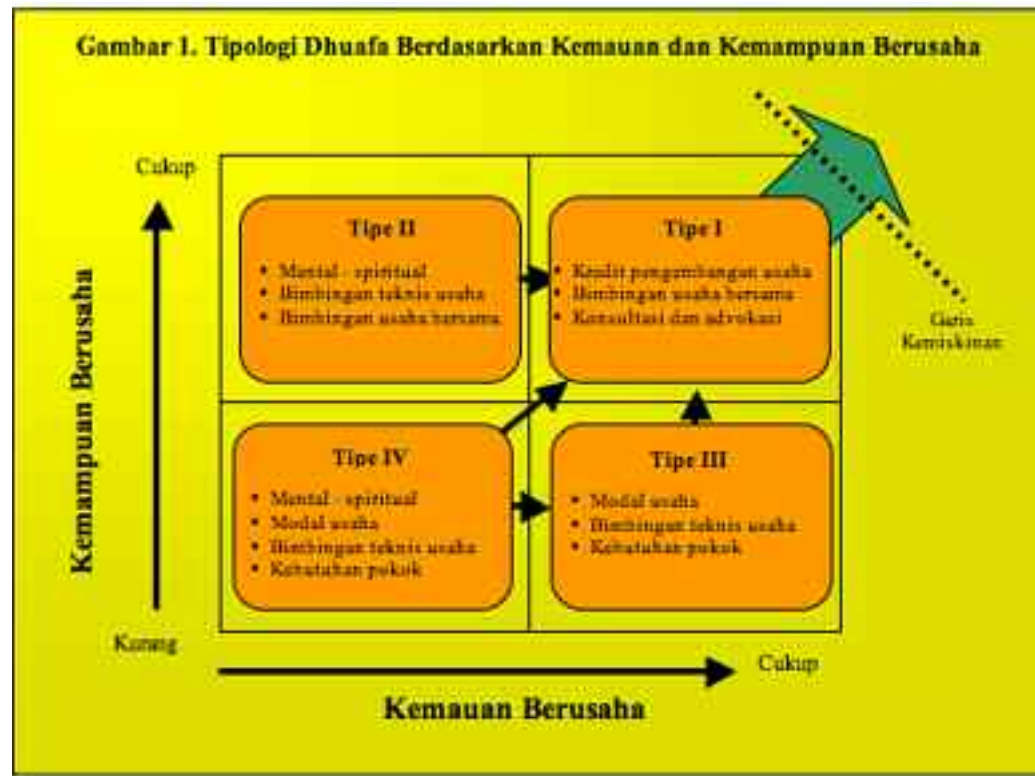 Gambar 1. Tipologi Dhuafa Berdasarkan Kemauan dan Kemampuan Berusaha
Cukup
Kemampuan Berusaha
Kurang
Tipe II
• Mental - spiritual
• Bimbingan teknis usaha
• Bimbingan usaha bersama
Tipe I
• Kredit pengambangan usaha
• Bimbingan usaha bersama
• Konsultasi dan advokasi
Garis
Kemiskinan
Tipe IV
• Mental - spiritual
• Modal usaha
• Bimbingan teknis usaha
• Kebutuhan pokok
Tipe III
• Modal usaha
• Bimbingan teknis usaha
• Kebutuhan pokok
Cukup
Kemauan Berusaha